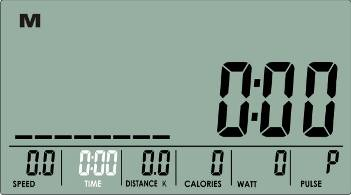 M
0:00
0.0 0:00 0.0 0 0 P
SPEED TIME DISTANCE K CALORIES WATT PULSE